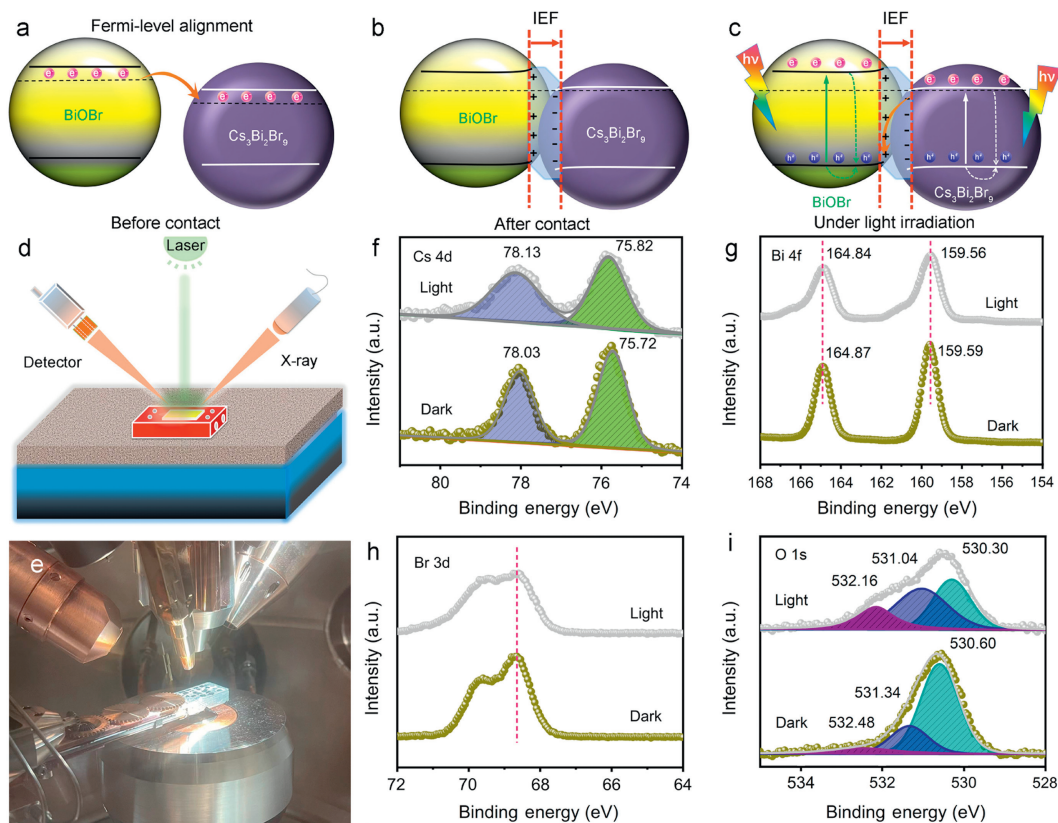 a
Fermi-level alignment
e⁻ e⁻ e⁻ e⁻
BiOBr
e⁻ e⁻ e⁻ e⁻
Cs₃Bi₂Br₉
Before contact
b
IEF
BiOBr
+
+
+
+
+
+
-
-
-
-
-
Cs₃Bi₂Br₉
After contact
c
IEF
hν
hν
e⁻ e⁻ e⁻ e⁻
e⁻ e⁻ e⁻ e⁻
+
+
+
+
+
+
-
-
-
-
-
h⁺ h⁺ h⁺ h⁺
h⁺ h⁺ h⁺ h⁺
BiOBr
Cs₃Bi₂Br₉
Under light irradiation
d
Laser
Detector
X-ray
e
f
Cs 4d
78.13
75.82
Light
78.03
75.72
Dark
Intensity (a.u.)
80 78 76 74
Binding energy (eV)
g
Bi 4f
164.84
159.56
Light
164.87
159.59
Dark
Intensity (a.u.)
168 166 164 162 160 158 156 154
Binding energy (eV)
h
Br 3d
Light
Dark
Intensity (a.u.)
72 70 68 66 64
Binding energy (eV)
i
O 1s
530.30
531.04
532.16
Light
530.60
531.34
532.48
Dark
Intensity (a.u.)
534 532 530 528
Binding energy (eV)